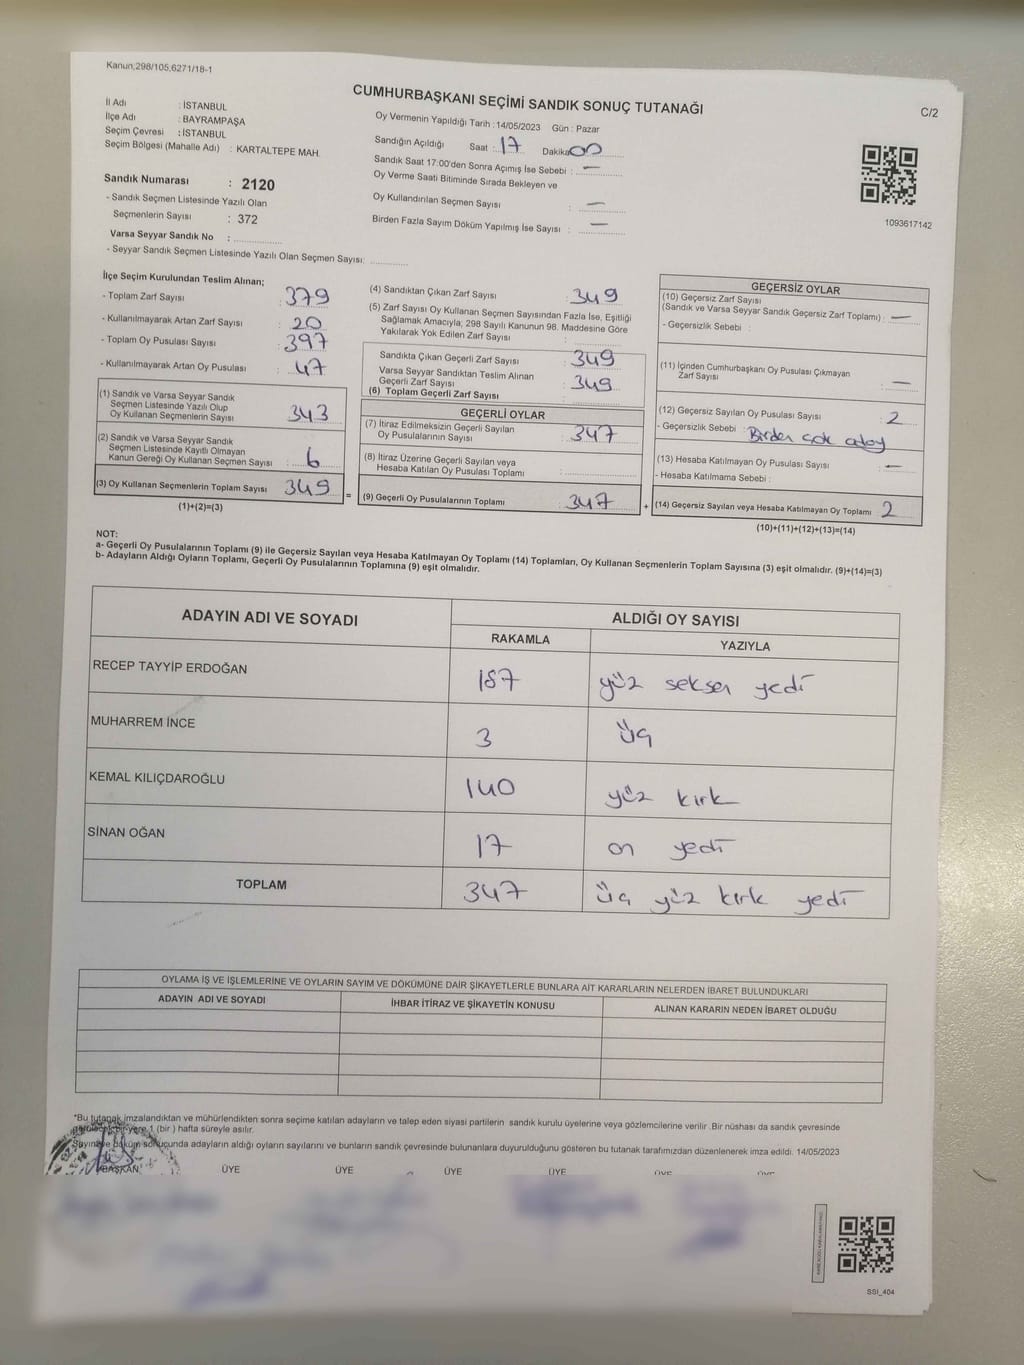 Kanun:298/105,6271/18-1
CUMHURBAŞKANI SEÇİMİ SANDIK SONUÇ TUTANAĞI
C/2
İl Adı : İSTANBUL
İlçe Adı : BAYRAMPAŞA
Seçim Çevresi : İSTANBUL
Seçim Bölgesi (Mahalle Adı) : KARTALTEPE MAH.
Oy Vermenin Yapıldığı Tarih : 14/05/2023 Gün : Pazar
Sandığın Açıldığı Saat : 17 Dakika 00
Sandık Saat 17:00'den Sonra Açımış İse Sebebi : —
Oy Verme Saati Bitiminde Sırada Bekleyen ve
Oy Kullandırılan Seçmen Sayısı : —
Birden Fazla Sayım Döküm Yapılmış İse Sayısı : —
1093617142
Sandık Numarası : 2120
- Sandık Seçmen Listesinde Yazılı Olan
Seçmenlerin Sayısı : 372
Varsa Seyyar Sandık No :
- Seyyar Sandık Seçmen Listesinde Yazılı Olan Seçmen Sayısı:
İlçe Seçim Kurulundan Teslim Alınan;
- Toplam Zarf Sayısı : 379
- Kullanılmayarak Artan Zarf Sayısı : 20
- Toplam Oy Pusulası Sayısı : 397
- Kullanılmayarak Artan Oy Pusulası : 47
(1) Sandık ve Varsa Seyyar Sandık
Seçmen Listesinde Yazılı Olup
Oy Kullanan Seçmenlerin Sayısı : 343
(2) Sandık ve Varsa Seyyar Sandık
Seçmen Listesinde Kayıtlı Olmayan
Kanun Gereği Oy Kullanan Seçmen Sayısı : 6
(3) Oy Kullanan Seçmenlerin Toplam Sayısı 349
(1)+(2)=(3)
=
(4) Sandıktan Çıkan Zarf Sayısı : 349
(5) Zarf Sayısı Oy Kullanan Seçmen Sayısından Fazla İse, Eşitliği
Sağlamak Amacıyla, 298 Sayılı Kanunun 98. Maddesine Göre
Yakılarak Yok Edilen Zarf Sayısı :
Sandıkta Çıkan Geçerli Zarf Sayısı : 349
Varsa Seyyar Sandıktan Teslim Alınan
Geçerli Zarf Sayısı : 349
(6) Toplam Geçerli Zarf Sayısı :
GEÇERLİ OYLAR
(7) İtiraz Edilmeksizin Geçerli Sayılan
Oy Pusulalarının Sayısı : 347
(8) İtiraz Üzerine Geçerli Sayılan veya
Hesaba Katılan Oy Pusulası Toplamı :
(9) Geçerli Oy Pusulalarının Toplamı : 347
+
GEÇERSİZ OYLAR
(10) Geçersiz Zarf Sayısı
(Sandık ve Varsa Seyyar Sandık Geçersiz Zarf Toplamı) : —
- Geçersizlik Sebebi :
(11) İçinden Cumhurbaşkanı Oy Pusulası Çıkmayan
Zarf Sayısı : —
(12) Geçersiz Sayılan Oy Pusulası Sayısı : 2
- Geçersizlik Sebebi : Birden çok aday
(13) Hesaba Katılmayan Oy Pusulası Sayısı : —
- Hesaba Katılmama Sebebi :
(14) Geçersiz Sayılan veya Hesaba Katılmayan Oy Toplamı 2
(10)+(11)+(12)+(13)=(14)
NOT:
a- Geçerli Oy Pusulalarının Toplamı (9) ile Geçersiz Sayılan veya Hesaba Katılmayan Oy Toplamı (14) Toplamları, Oy Kullanan Seçmenlerin Toplam Sayısına (3) eşit olmalıdır. (9)+(14)=(3)
b- Adayların Aldığı Oyların Toplamı, Geçerli Oy Pusulalarının Toplamına (9) eşit olmalıdır.
ADAYIN ADI VE SOYADI ALDIĞI OY SAYISI
RAKAMLA YAZIYLA
RECEP TAYYİP ERDOĞAN 187 yüz seksen yedi
MUHARREM İNCE 3 üç
KEMAL KILIÇDAROĞLU 140 yüz kırk
SİNAN OĞAN 17 on yedi
TOPLAM 347 üç yüz kırk yedi
OYLAMA İŞ VE İŞLEMLERİNE VE OYLARIN SAYIM VE DÖKÜMÜNE DAİR ŞİKAYETLERLE BUNLARA AİT KARARLARIN NELERDEN İBARET BULUNDUKLARI
ADAYIN ADI VE SOYADI İHBAR İTİRAZ VE ŞİKAYETİN KONUSU ALINAN KARARIN NEDEN İBARET OLDUĞU
*Bu tutanak imzalandıktan ve mühürlendikten sonra seçime katılan adayların ve talep eden siyasi partilerin sandık kurulu üyelerine veya gözlemcilerine verilir .Bir nüshası da sandık çevresinde
1 (bir ) hafta süreyle asılır.
Sayım ve döküm sonucunda adayların aldığı oyların sayılarını ve bunların sandık çevresinde bulunanlara duyurulduğunu gösteren bu tutanak tarafımızdan düzenlenerek imza edildi. 14/05/2023
BAŞKAN ÜYE ÜYE ÜYE ÜYE ÜYE ÜYE
SSI_404